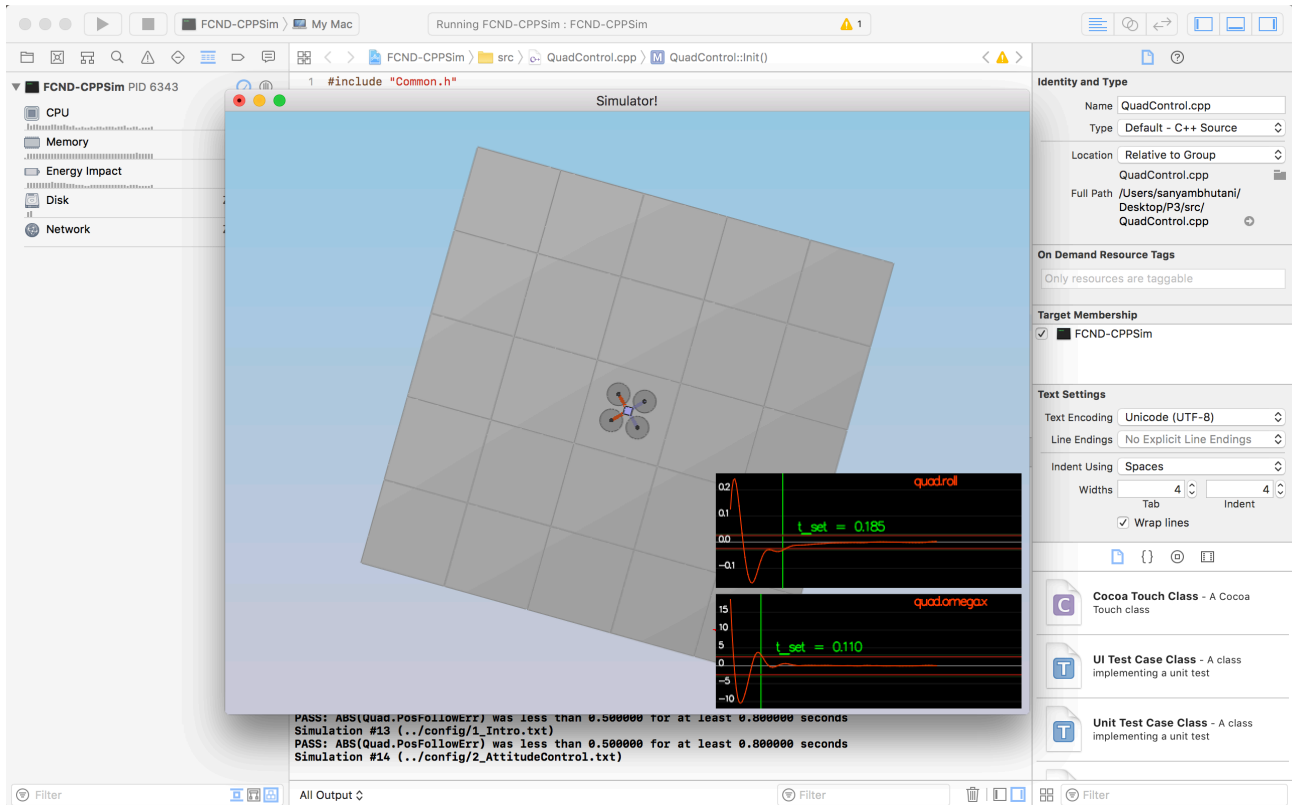 FCND-CPPSim
My Mac
Running FCND-CPPSim : FCND-CPPSim
1
FCND-CPPSim
src
QuadControl.cpp
QuadControl::Init()
FCND-CPPSim PID 6343
CPU
Memory
Energy Impact
Disk
Network
1 #include "Common.h"
Simulator!
quad.roll
0.2
0.1
0.0
-0.1
t_set = 0.185
quad.omega.x
15
10
5
0
-5
-10
t_set = 0.110
PASS: ABS(Quad.PosFollowErr) was less than 0.500000 for at least 0.800000 seconds
Simulation #13 (../config/1_Intro.txt)
PASS: ABS(Quad.PosFollowErr) was less than 0.500000 for at least 0.800000 seconds
Simulation #14 (../config/2_AttitudeControl.txt)
Filter
All Output
Filter
Identity and Type
Name QuadControl.cpp
Type Default - C++ Source
Location Relative to Group
QuadControl.cpp
Full Path /Users/sanyambhutani/
Desktop/P3/src/
QuadControl.cpp
On Demand Resource Tags
Only resources are taggable
Target Membership
FCND-CPPSim
Text Settings
Text Encoding Unicode (UTF-8)
Line Endings No Explicit Line Endings
Indent Using Spaces
Widths 4 4
Tab Indent
Wrap lines
C
Cocoa Touch Class - A Cocoa
Touch class
T
UI Test Case Class - A class
implementing a unit test
T
Unit Test Case Class - A class
implementing a unit test
Filter